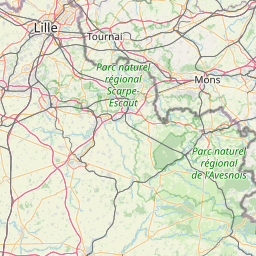 Lille
Tournai
Parc naturel
régional
Scarpe-
Escaut
Mons
Parc naturel
régional
de l'Avesnois